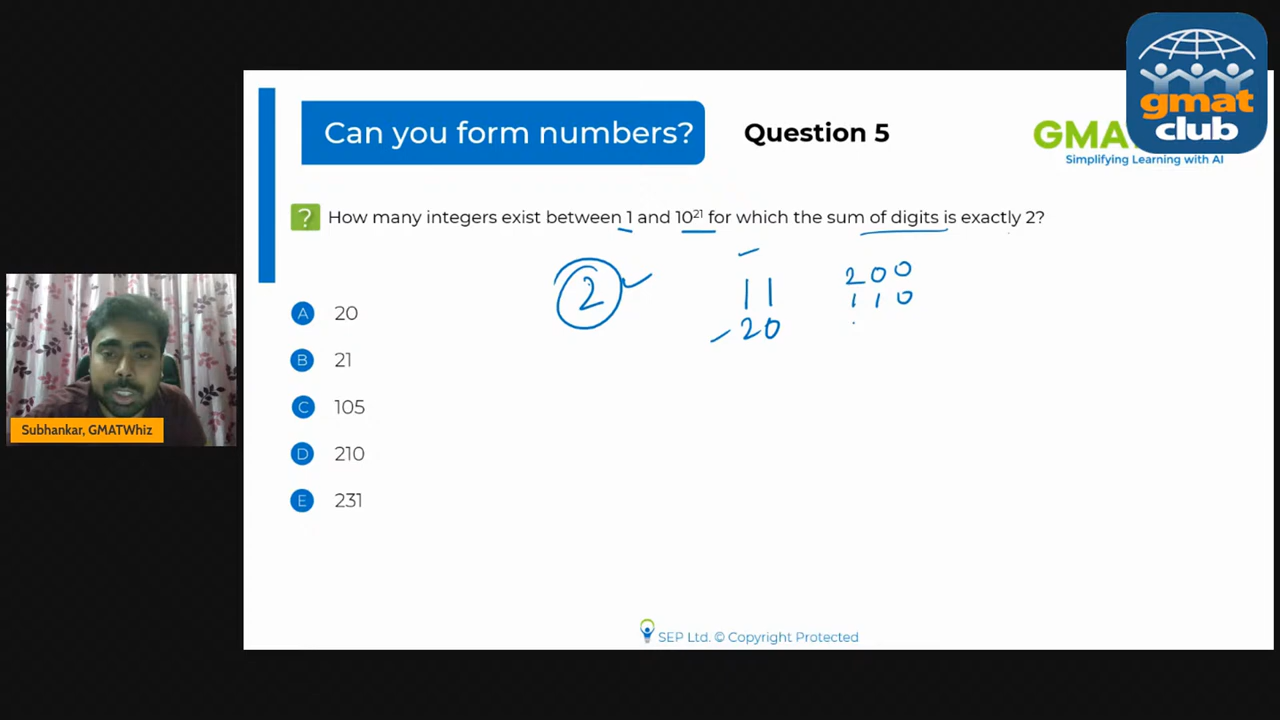 gmat club
Can you form numbers?
Question 5
GMA
Simplifying Learning with AI
? How many integers exist between 1 and 10²¹ for which the sum of digits is exactly 2?
2
11
20
200
110
A 20
B 21
C 105
D 210
E 231
Subhankar, GMATWhiz
SEP Ltd. © Copyright Protected